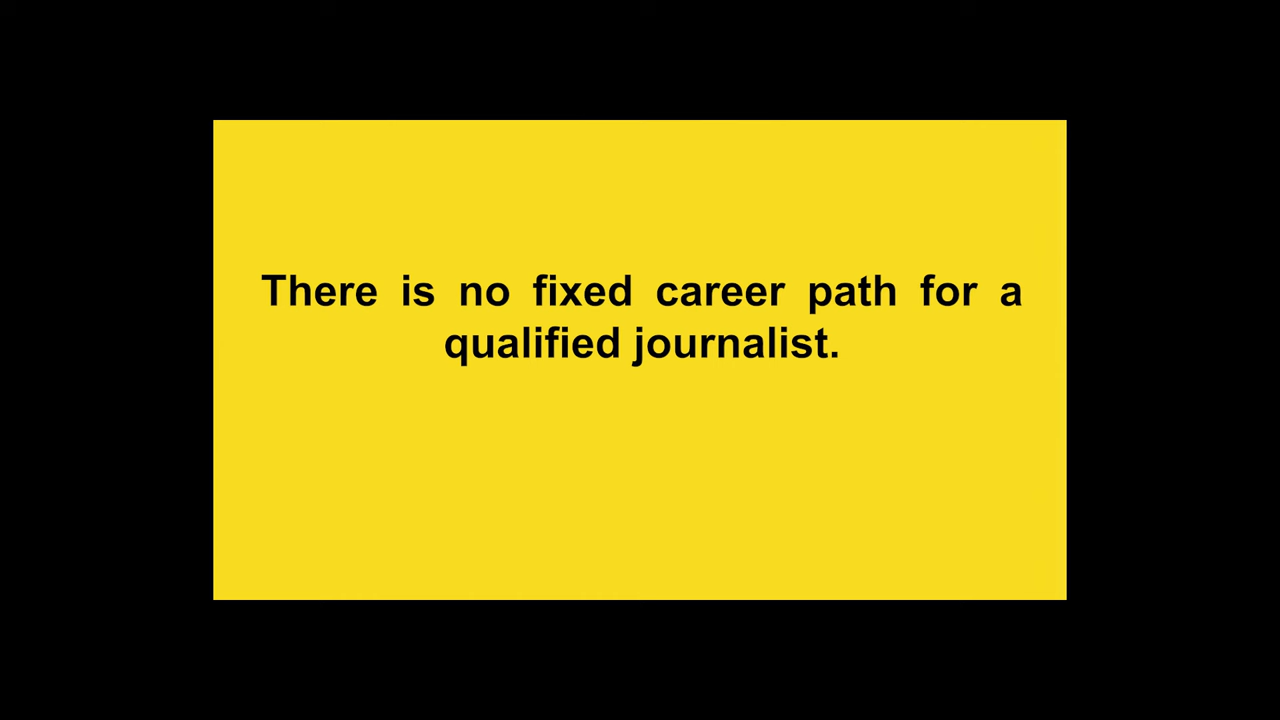 There is no fixed career path for a
qualified journalist.